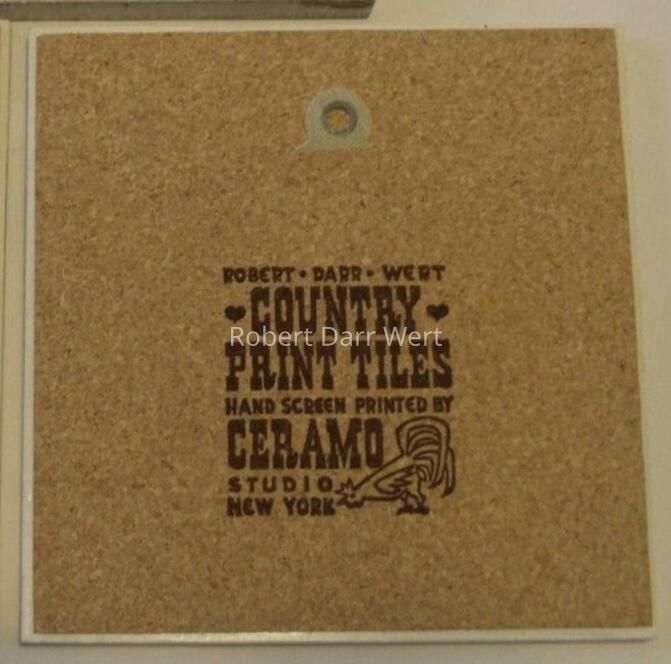 ROBERT • DARR • WERT
♥ COUNTRY ♥
Robert Darr Wert
PRINT TILES
HAND SCREEN PRINTED BY
CERAMO
STUDIO
NEW YORK